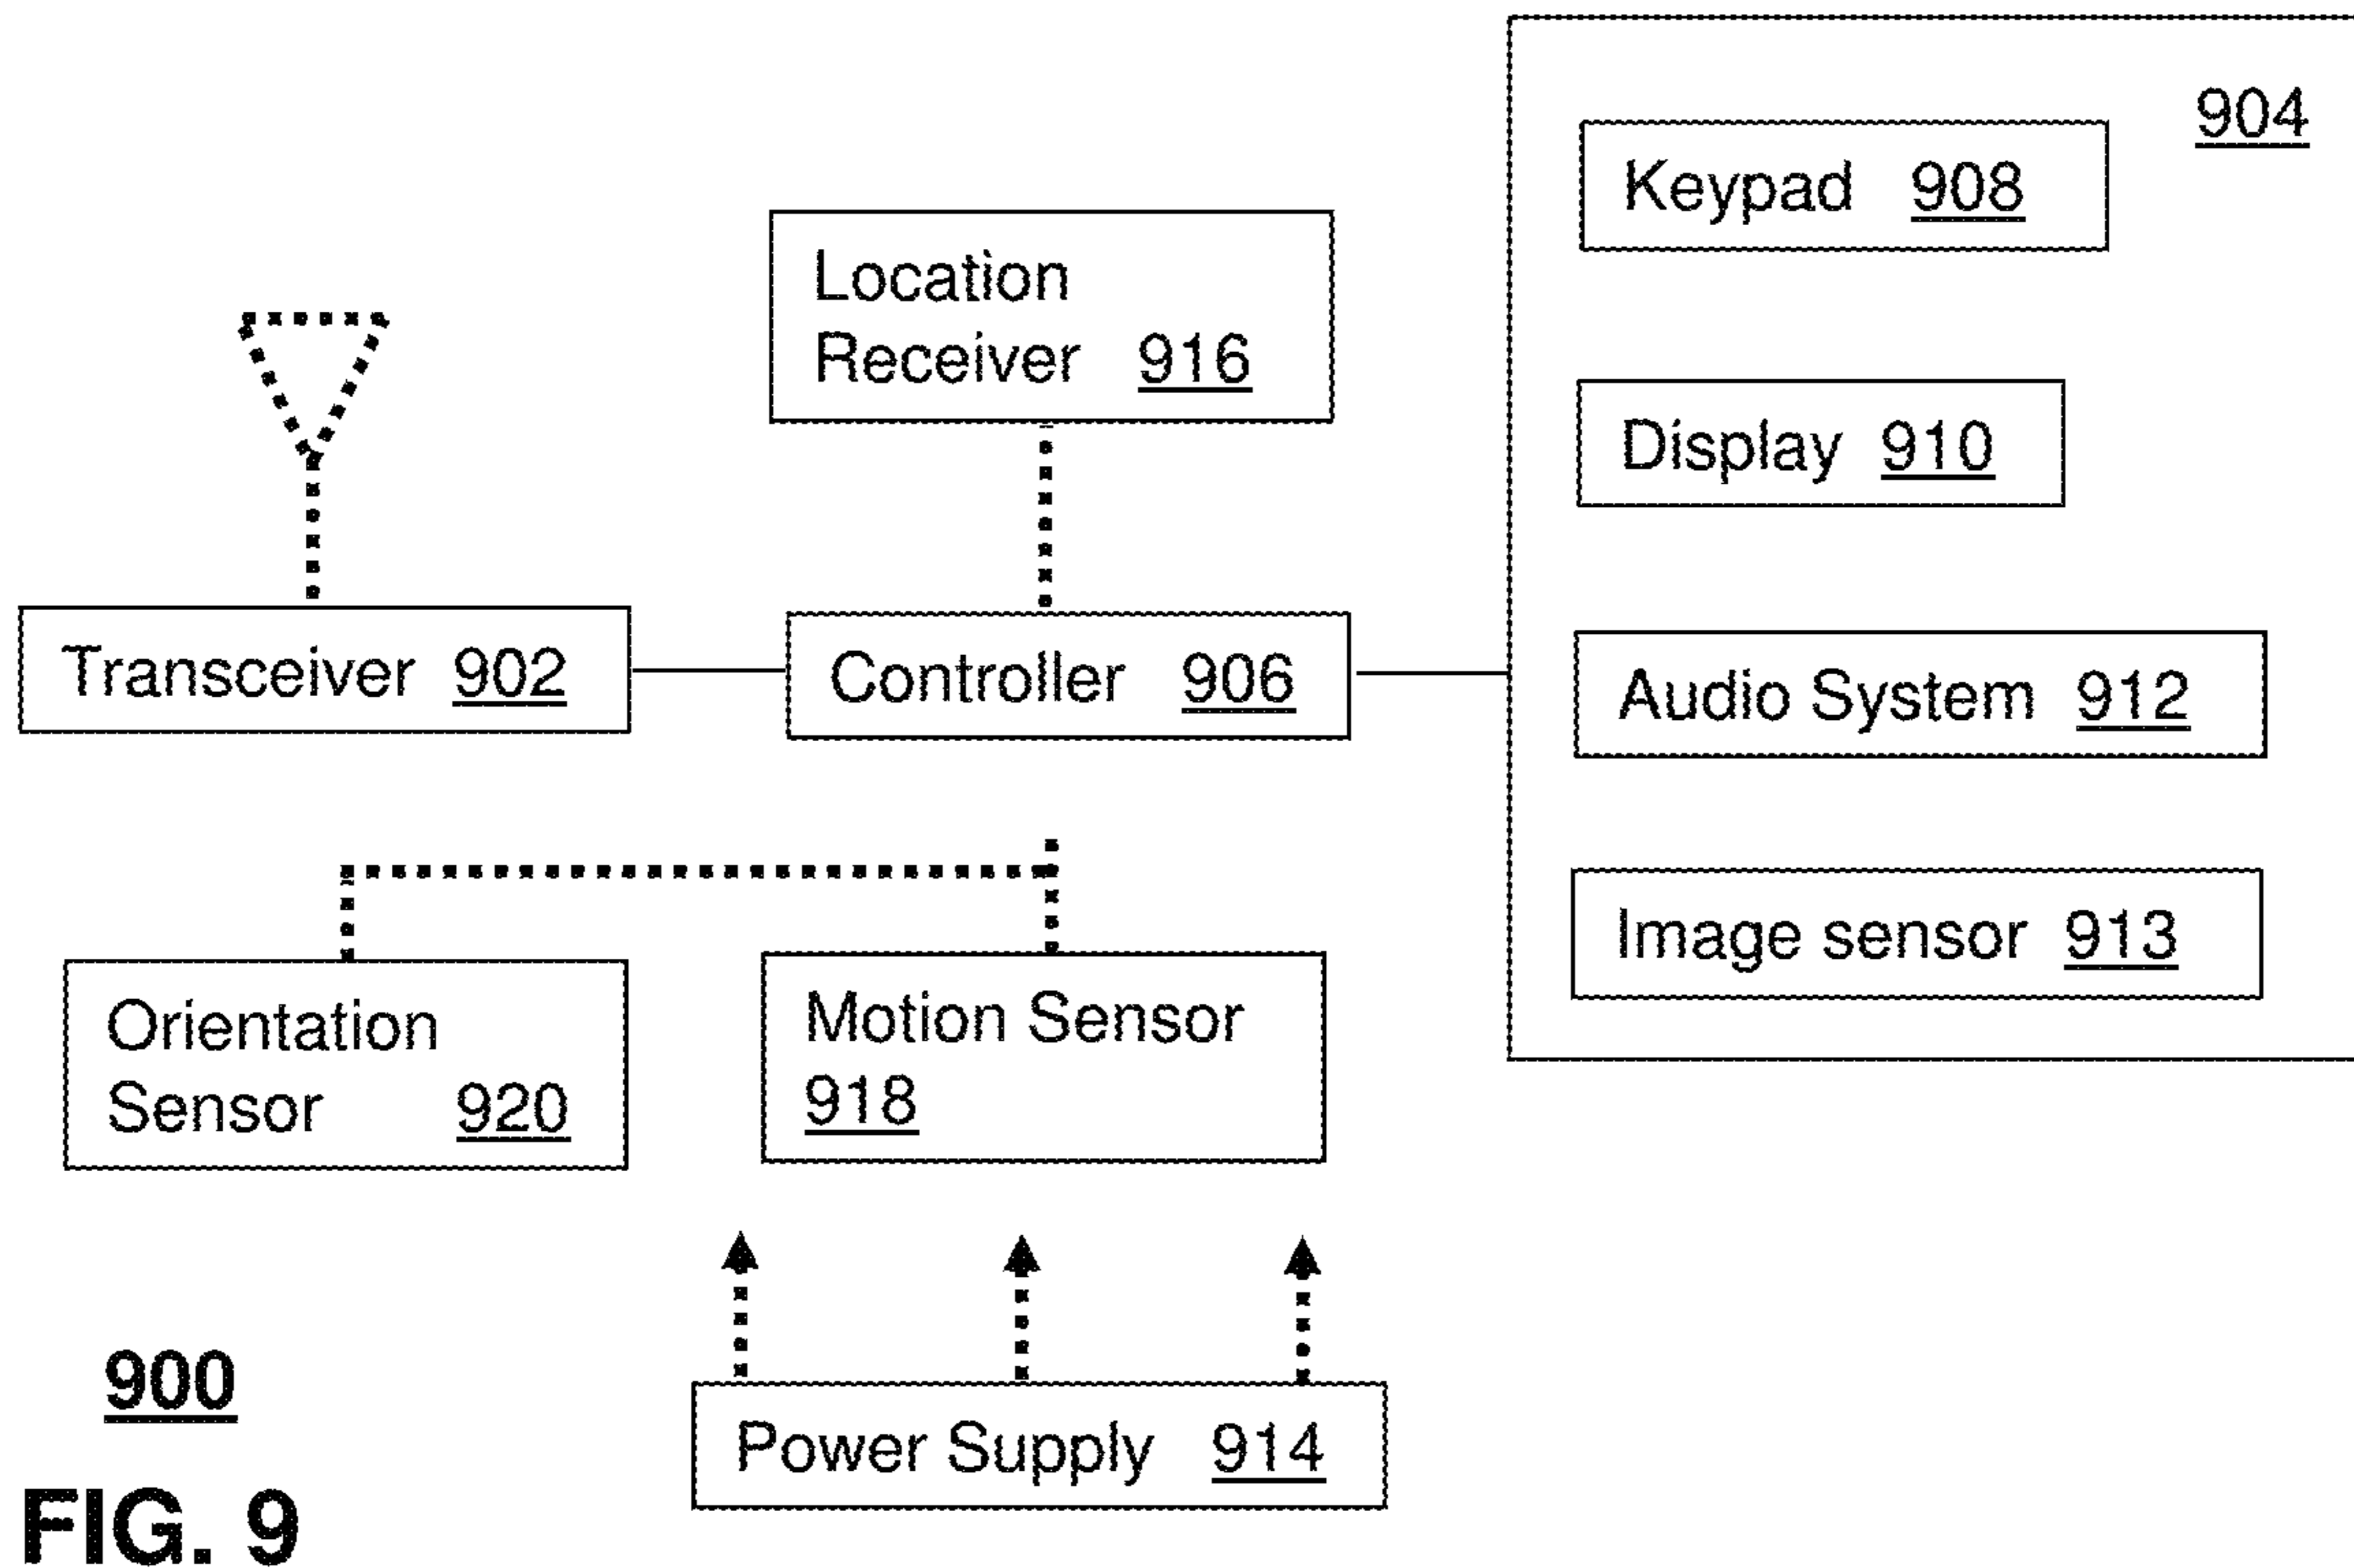 904
Keypad 908
Location
Receiver 916
Display 910
Transceiver 902
Controller 906
Audio System 912
Image sensor 913
Orientation
Sensor 920
Motion Sensor
918
900
Power Supply 914
FIG. 9